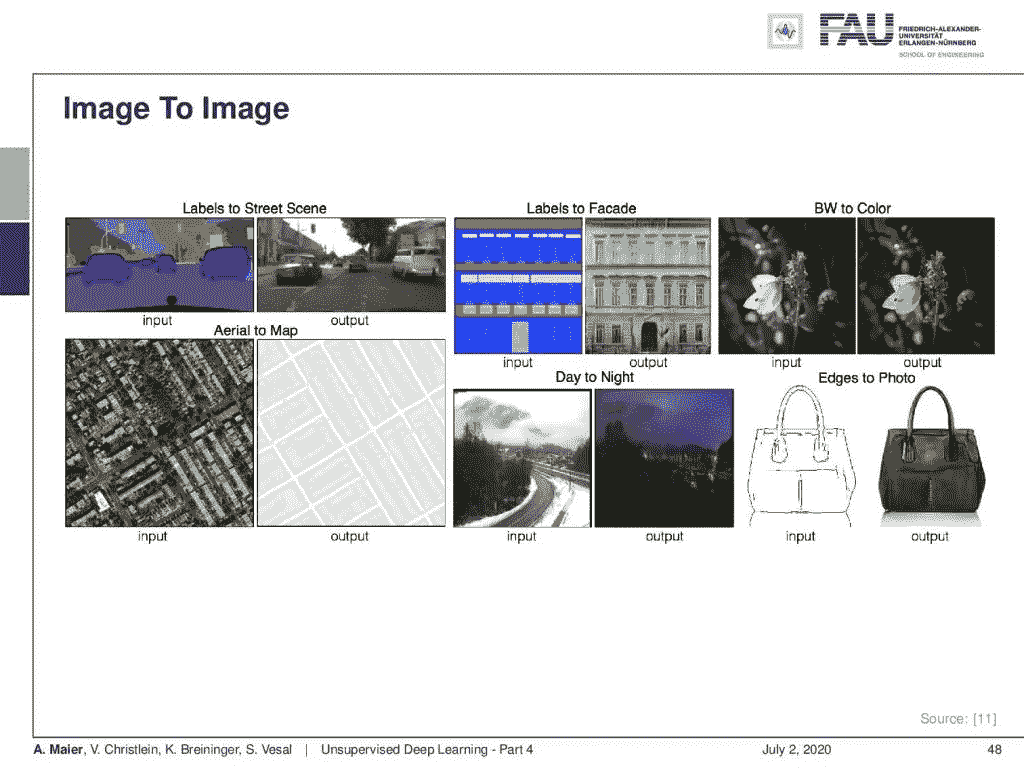 FAU
FRIEDRICH-ALEXANDER-
UNIVERSITÄT
ERLANGEN-NÜRNBERG
SCHOOL OF ENGINEERING
Image To Image
Labels to Street Scene
input
output
Aerial to Map
input
output
Labels to Facade
input
output
BW to Color
input
output
Day to Night
input
output
Edges to Photo
input
output
Source: [11]
A. Maier, V. Christlein, K. Breininger, S. Vesal | Unsupervised Deep Learning - Part 4
July 2, 2020
48